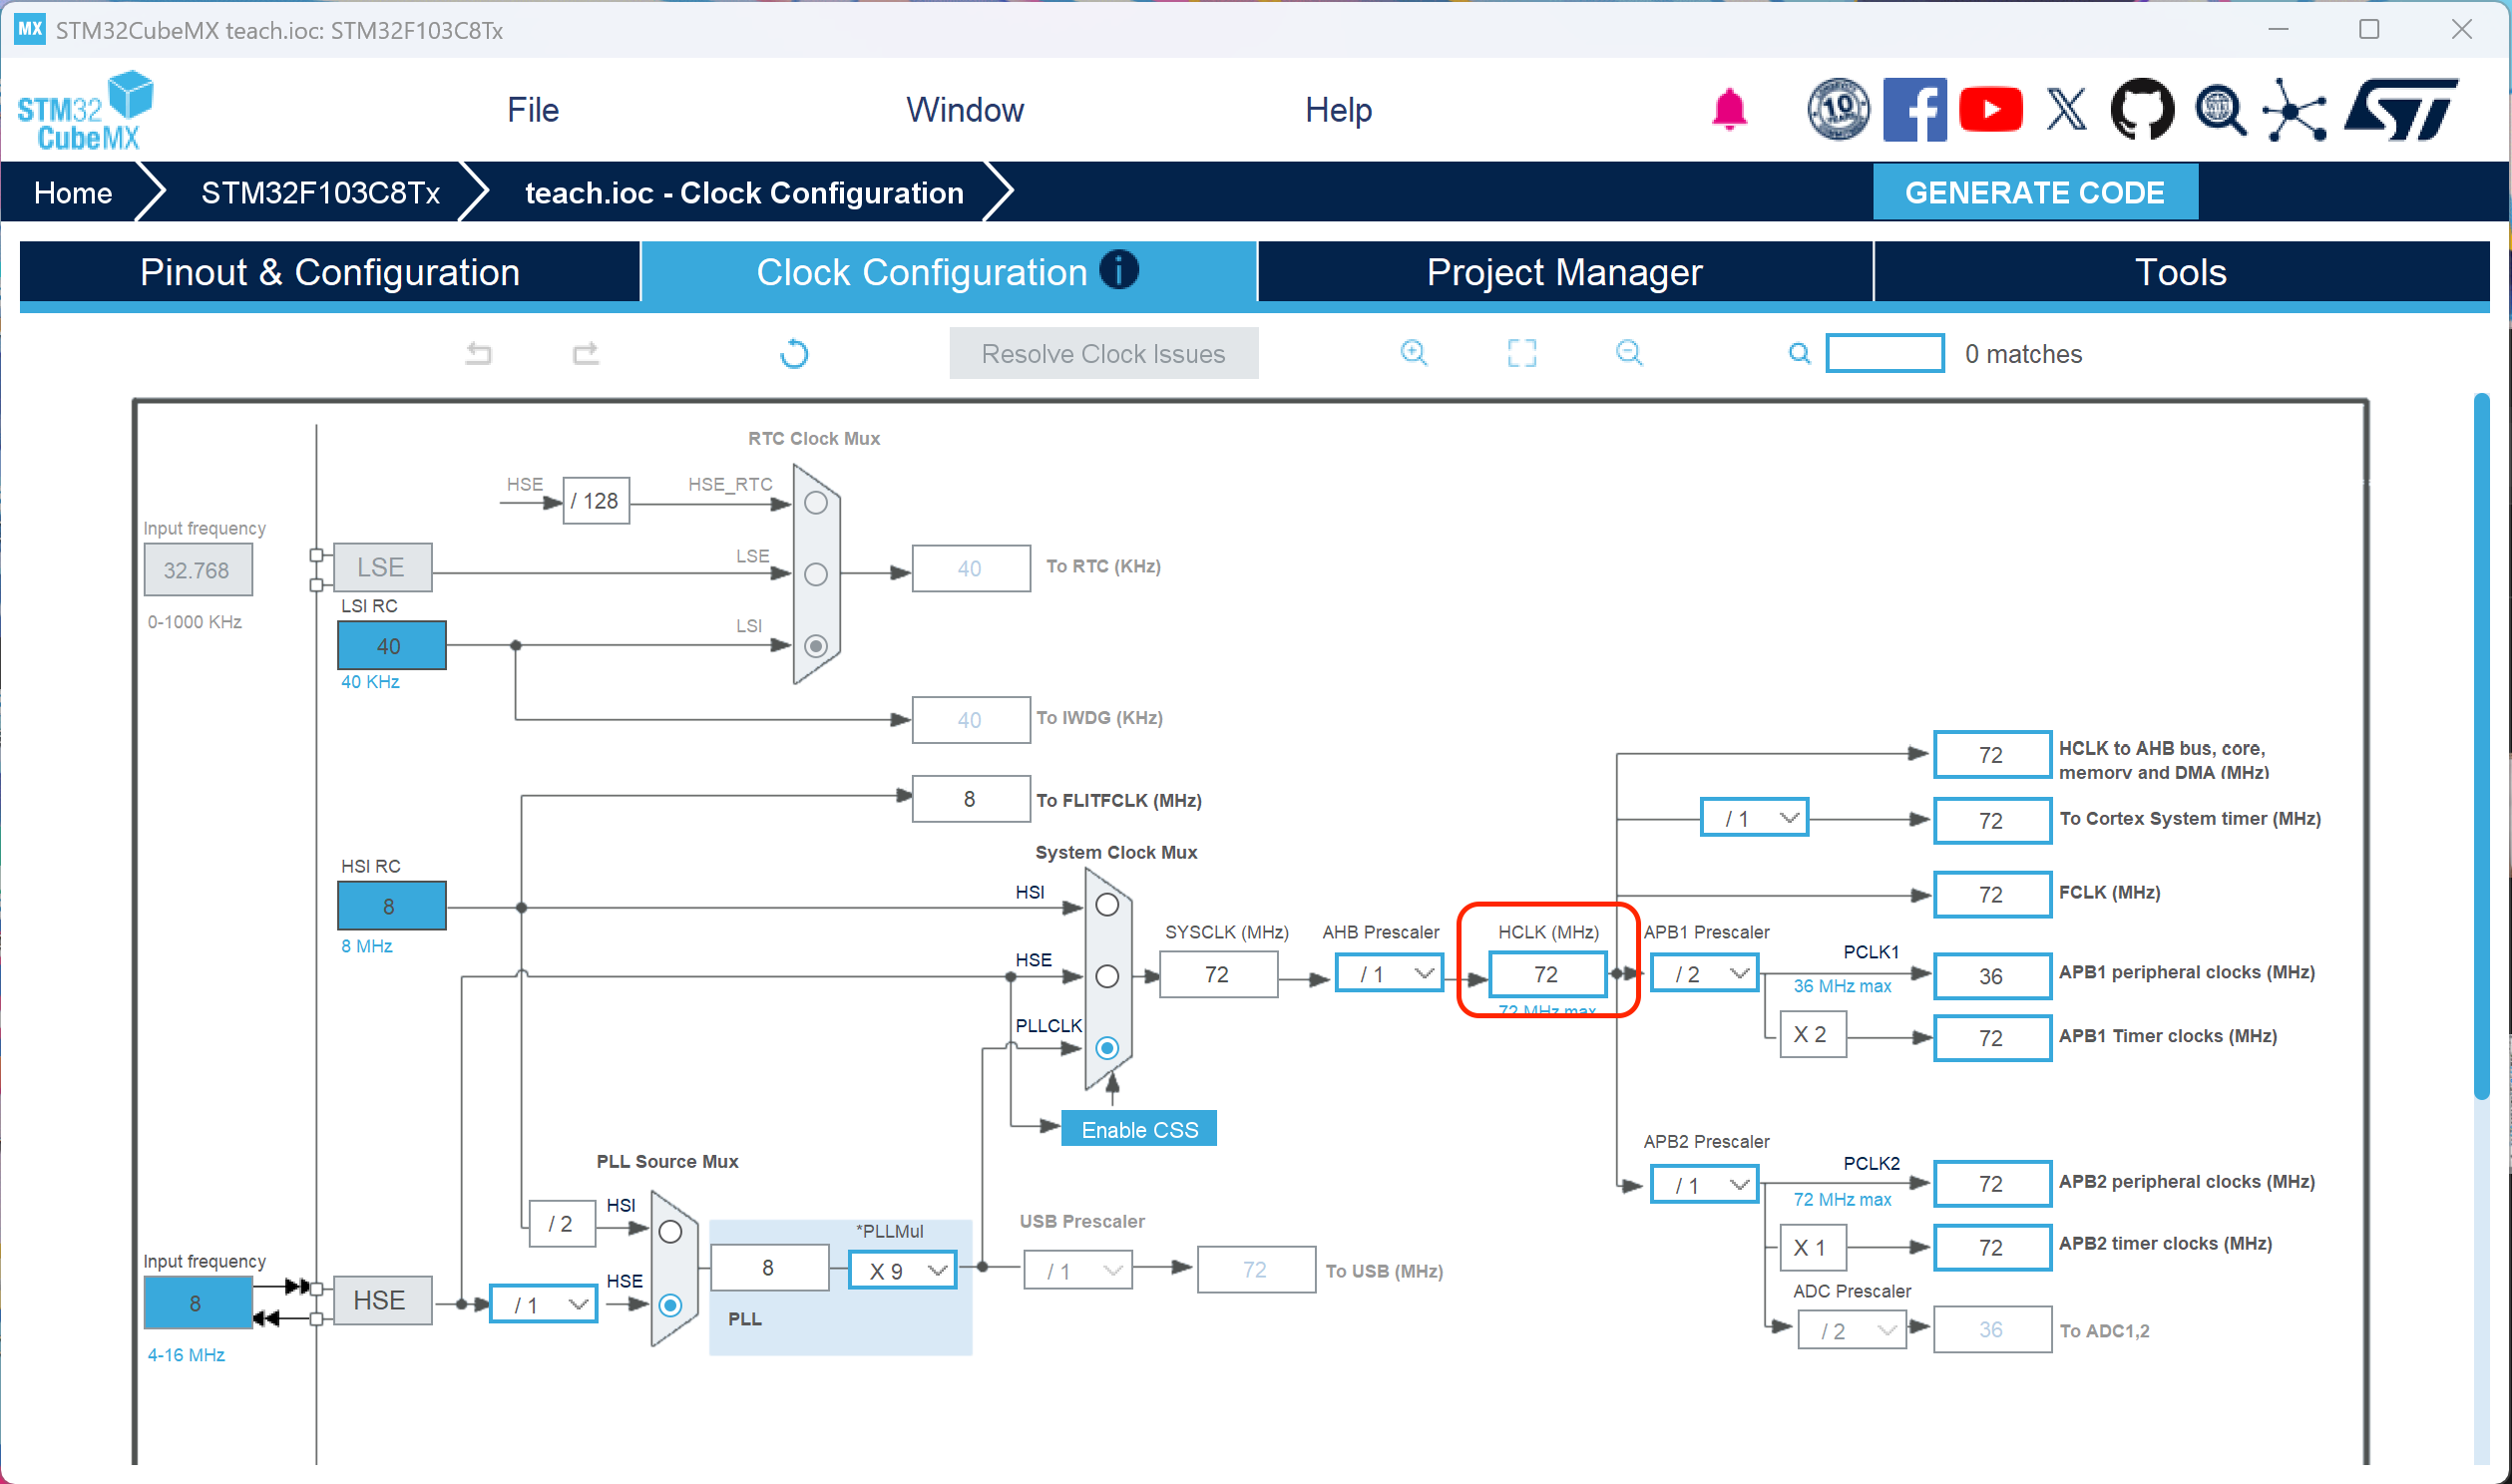 MX STM32CubeMX teach.ioc: STM32F103C8Tx
STM32
CubeMX
File
Window
Help
10
Home
STM32F103C8Tx
teach.ioc - Clock Configuration
GENERATE CODE
Pinout & Configuration
Clock Configuration
Project Manager
Tools
Resolve Clock Issues
0 matches
RTC Clock Mux
HSE
/ 128
HSE_RTC
Input frequency
32.768
0-1000 KHz
LSE
LSE
40
To RTC (KHz)
LSI RC
40
40 KHz
LSI
40
To IWDG (KHz)
8
To FLITFCLK (MHz)
HSI RC
8
8 MHz
System Clock Mux
HSI
HSE
PLLCLK
SYSCLK (MHz)
72
AHB Prescaler
/ 1
HCLK (MHz)
72
72 MHz max
Enable CSS
72
HCLK to AHB bus, core,
memory and DMA (MHz)
/ 1
72
To Cortex System timer (MHz)
72
FCLK (MHz)
APB1 Prescaler
/ 2
PCLK1
36 MHz max
36
APB1 peripheral clocks (MHz)
X 2
72
APB1 Timer clocks (MHz)
APB2 Prescaler
/ 1
PCLK2
72 MHz max
72
APB2 peripheral clocks (MHz)
X 1
72
APB2 timer clocks (MHz)
ADC Prescaler
/ 2
36
To ADC1,2
PLL Source Mux
HSI
/ 2
HSE
/ 1
8
*PLLMul
X 9
PLL
USB Prescaler
/ 1
72
To USB (MHz)
Input frequency
8
4-16 MHz
HSE